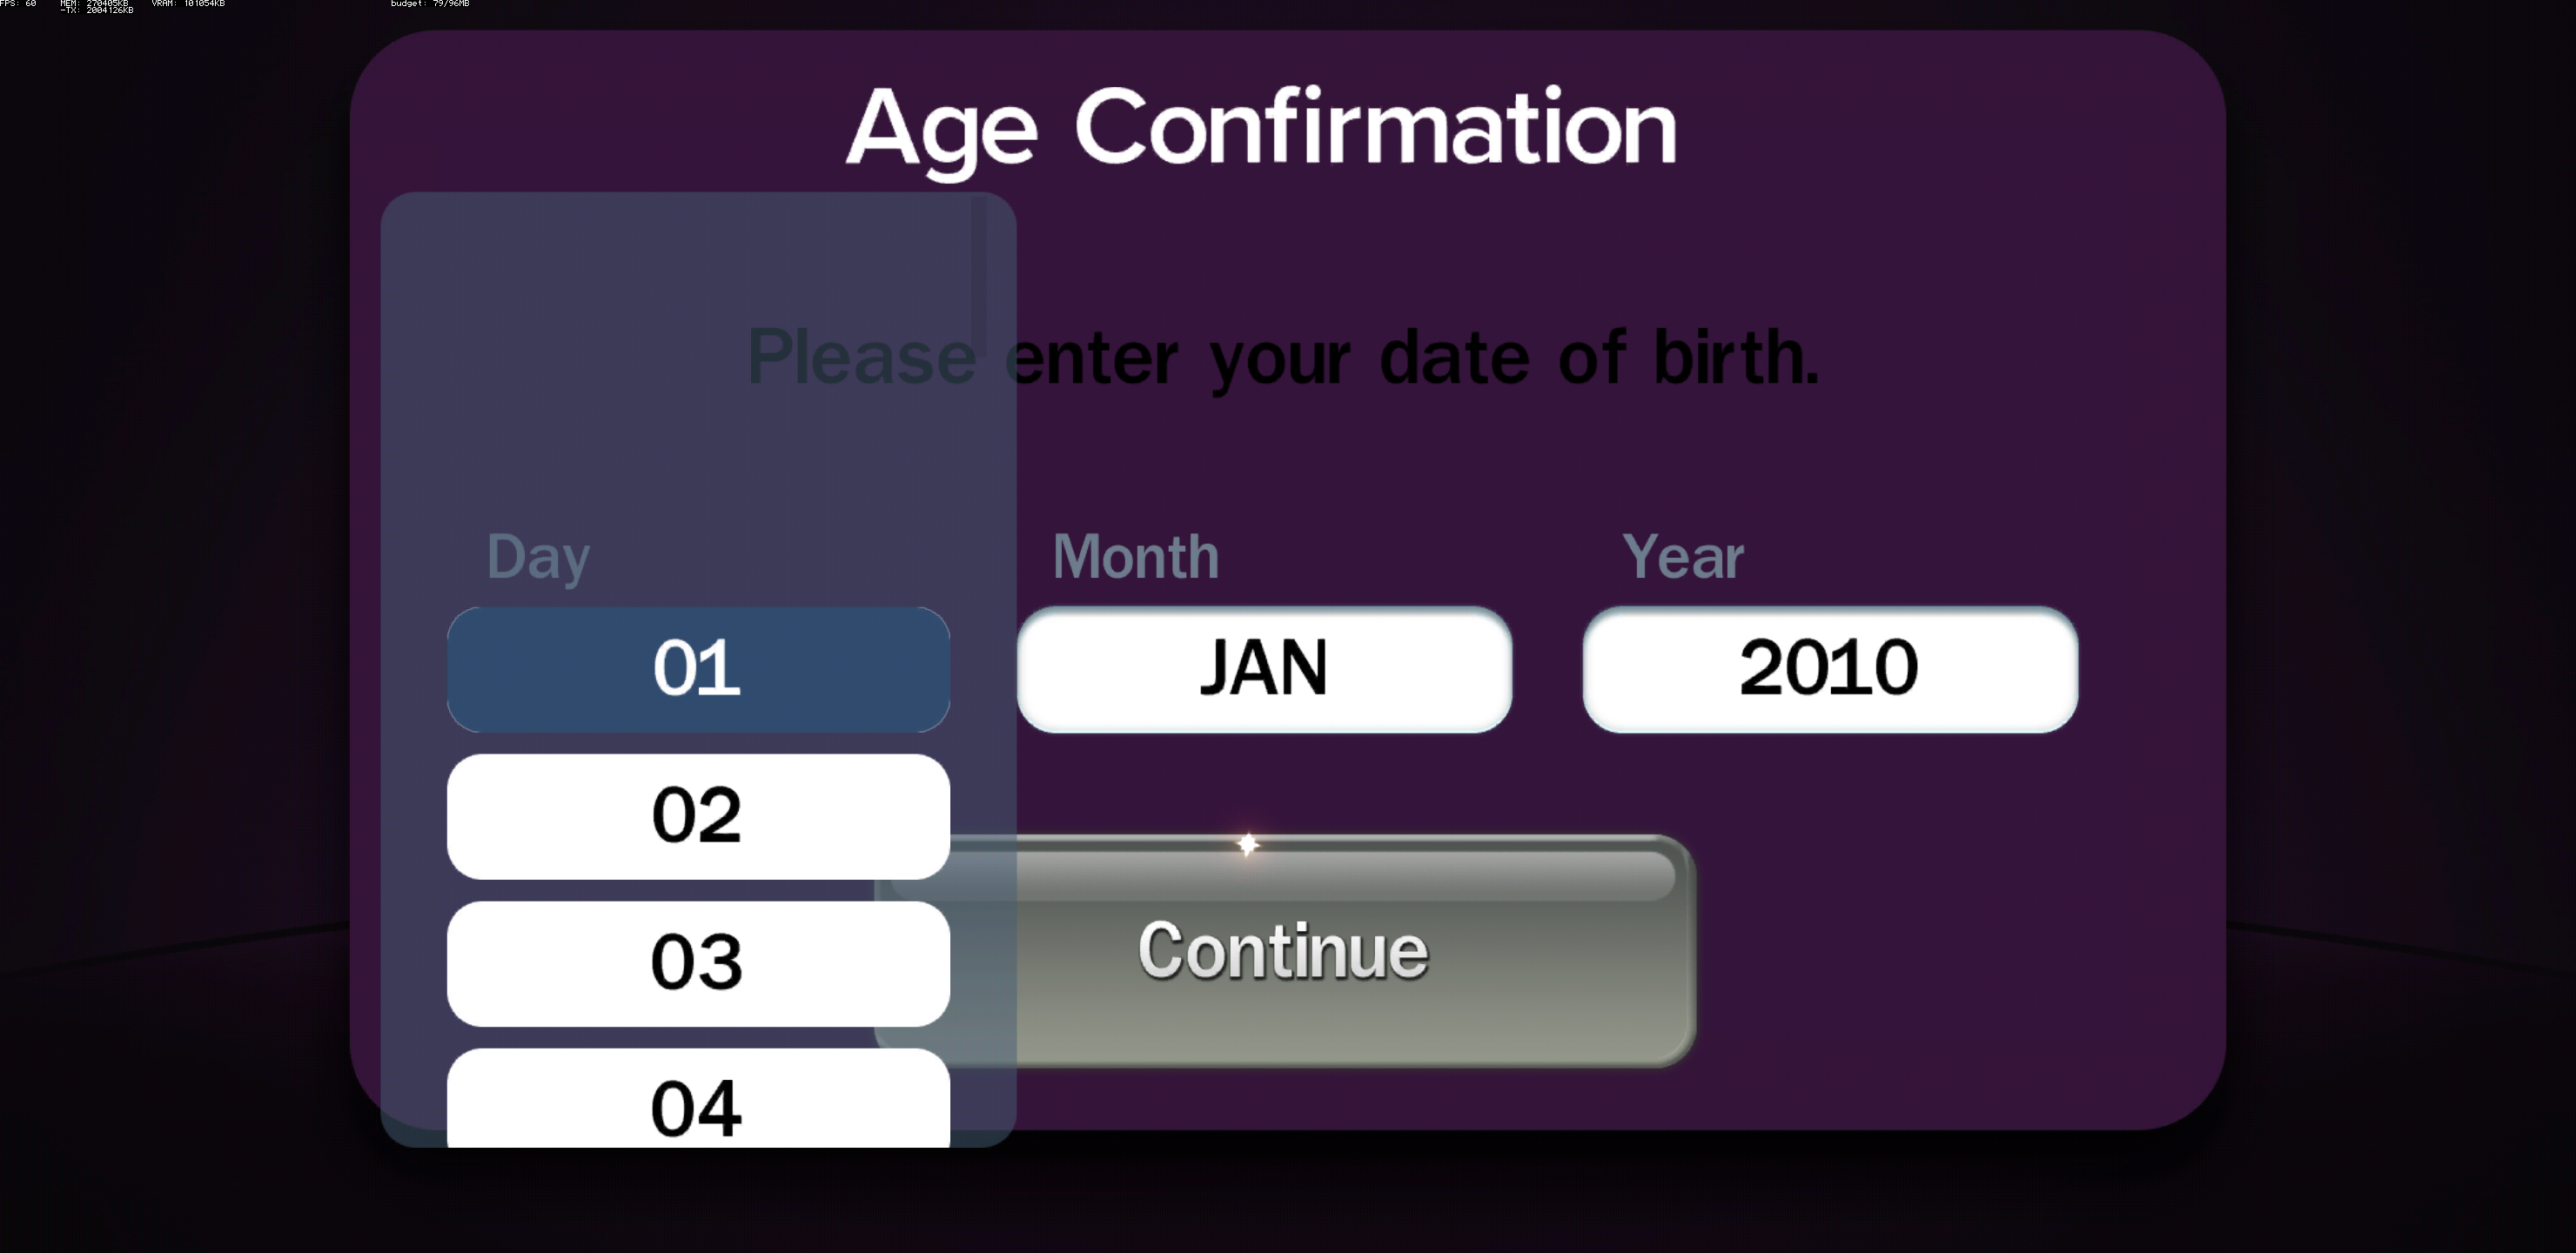 FPS: 60 MEM: 270405KB VRAM: 101054KB budget: 79/96MB
-TX: 2004126KB
Age Confirmation
Please enter your date of birth.
Day Month Year
01 JAN 2010
02
03
Continue
04